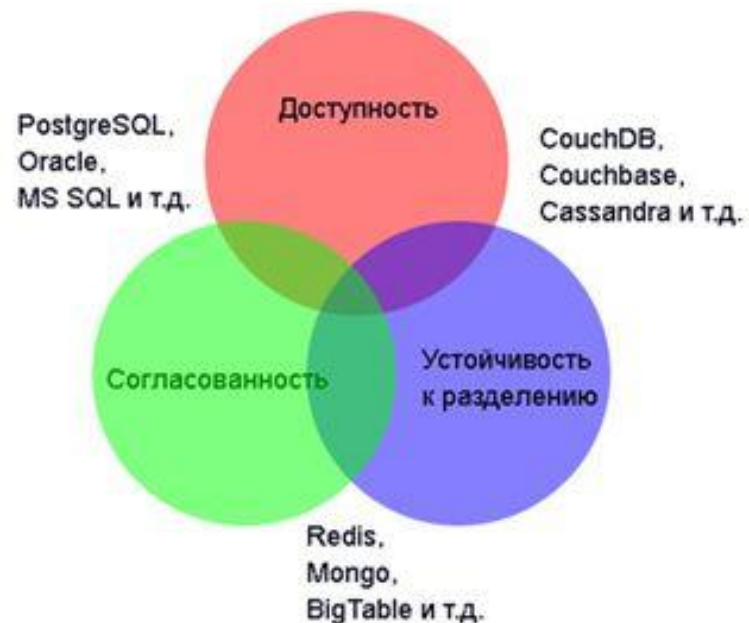 Доступность
PostgreSQL,
Oracle,
MS SQL и т.д.
CouchDB,
Couchbase,
Cassandra и т.д.
Согласованность
Устойчивость
к разделению
Redis,
Mongo,
BigTable и т.д.